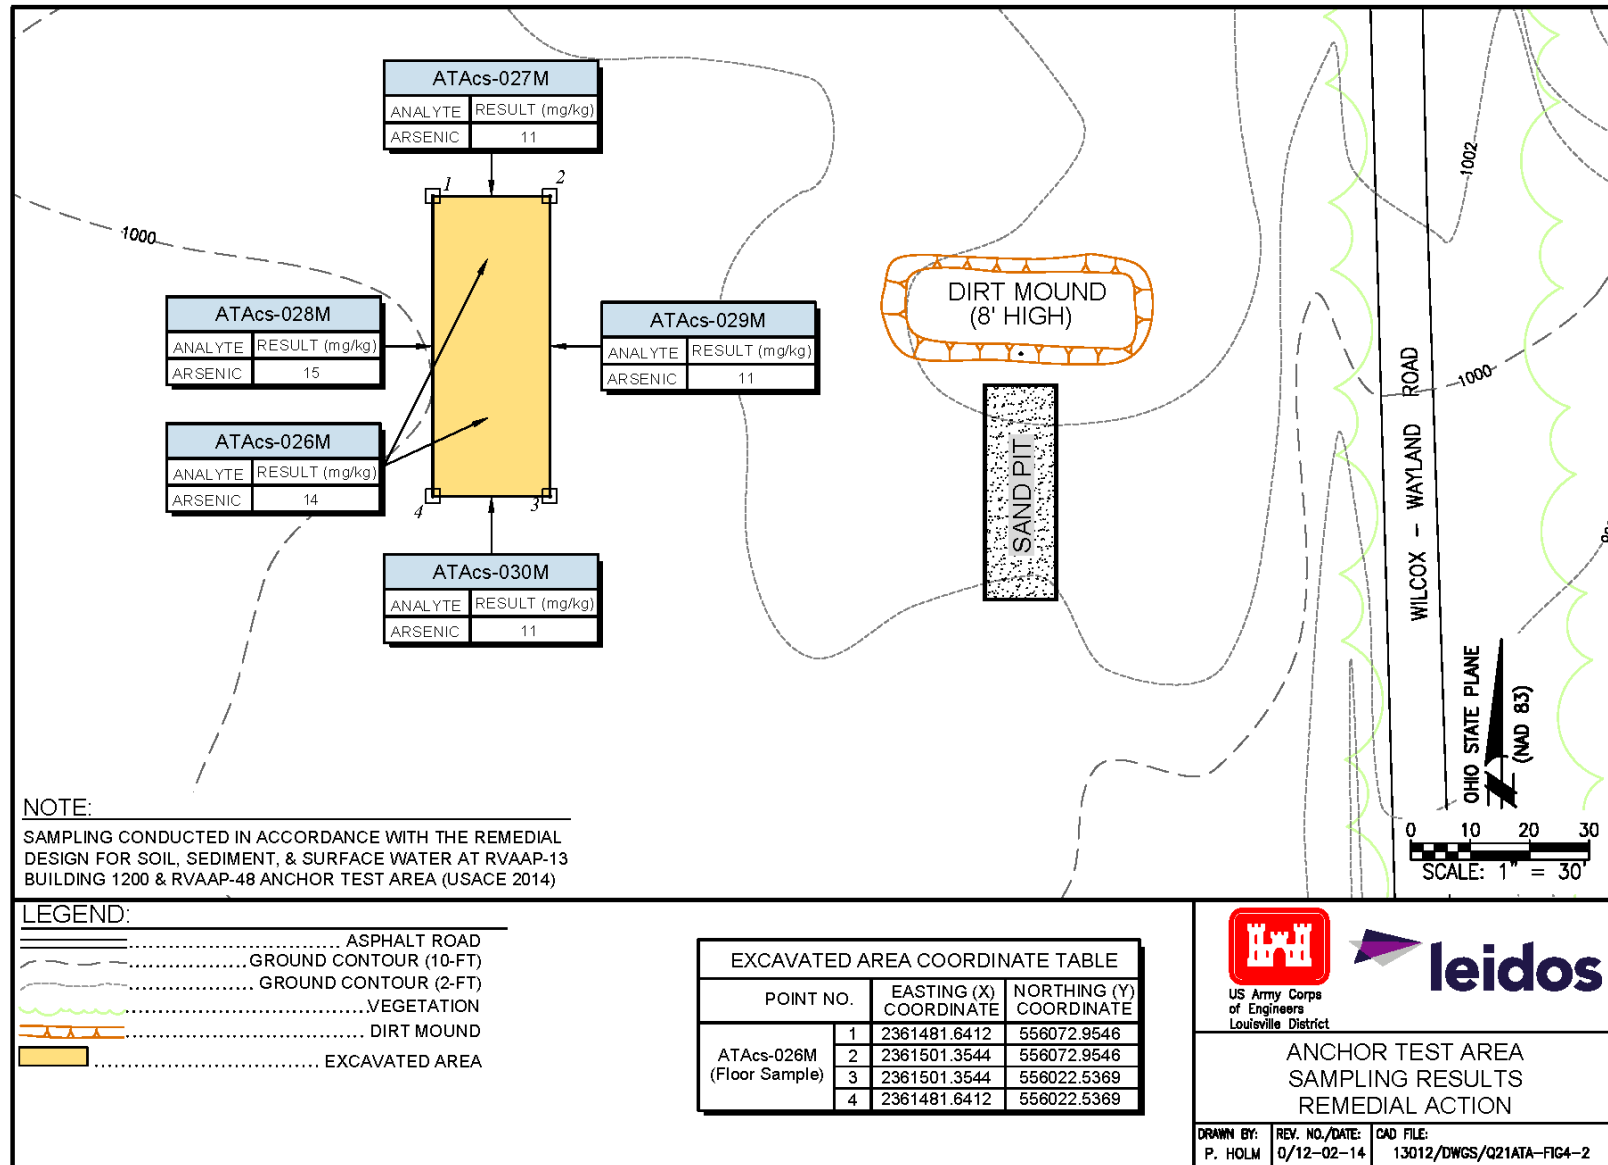 ATAcs-027M
ANALYTE RESULT (mg/kg)
ARSENIC 11
1 2
1000
1002
ATAcs-028M
ANALYTE RESULT (mg/kg)
ARSENIC 15
ATAcs-029M
ANALYTE RESULT (mg/kg)
ARSENIC 11
DIRT MOUND
(8' HIGH)
1000
ATAcs-026M
ANALYTE RESULT (mg/kg)
ARSENIC 14
4 3
SAND PIT
WILCOX - WAYLAND ROAD
ATAcs-030M
ANALYTE RESULT (mg/kg)
ARSENIC 11
OHIO STATE PLANE
(NAD 83)
0 10 20 30
SCALE: 1" = 30'
NOTE:
SAMPLING CONDUCTED IN ACCORDANCE WITH THE REMEDIAL
DESIGN FOR SOIL, SEDIMENT, & SURFACE WATER AT RVAAP-13
BUILDING 1200 & RVAAP-48 ANCHOR TEST AREA (USACE 2014)
LEGEND:
ASPHALT ROAD
GROUND CONTOUR (10-FT)
GROUND CONTOUR (2-FT)
VEGETATION
DIRT MOUND
EXCAVATED AREA
EXCAVATED AREA COORDINATE TABLE
POINT NO. EASTING (X) COORDINATE NORTHING (Y) COORDINATE
ATAcs-026M
(Floor Sample)
1 2361481.6412 556072.9546
2 2361501.3544 556072.9546
3 2361501.3544 556022.5369
4 2361481.6412 556022.5369
US Army Corps
of Engineers
Louisville District
leidos
ANCHOR TEST AREA
SAMPLING RESULTS
REMEDIAL ACTION
DRAWN BY: P. HOLM
REV. NO./DATE: 0/12-02-14
CAD FILE: 13012/DWGS/Q21ATA-FIG4-2